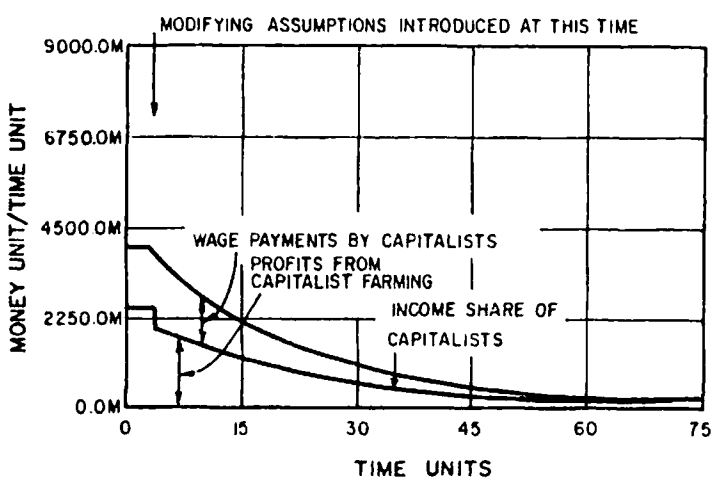 MODIFYING ASSUMPTIONS INTRODUCED AT THIS TIME
9000.0M
6750.0M
4500.0M
2250.0M
0.0M
MONEY UNIT/TIME UNIT
WAGE PAYMENTS BY CAPITALISTS
PROFITS FROM
CAPITALIST FARMING
INCOME SHARE OF
CAPITALISTS
0 15 30 45 60 75
TIME UNITS